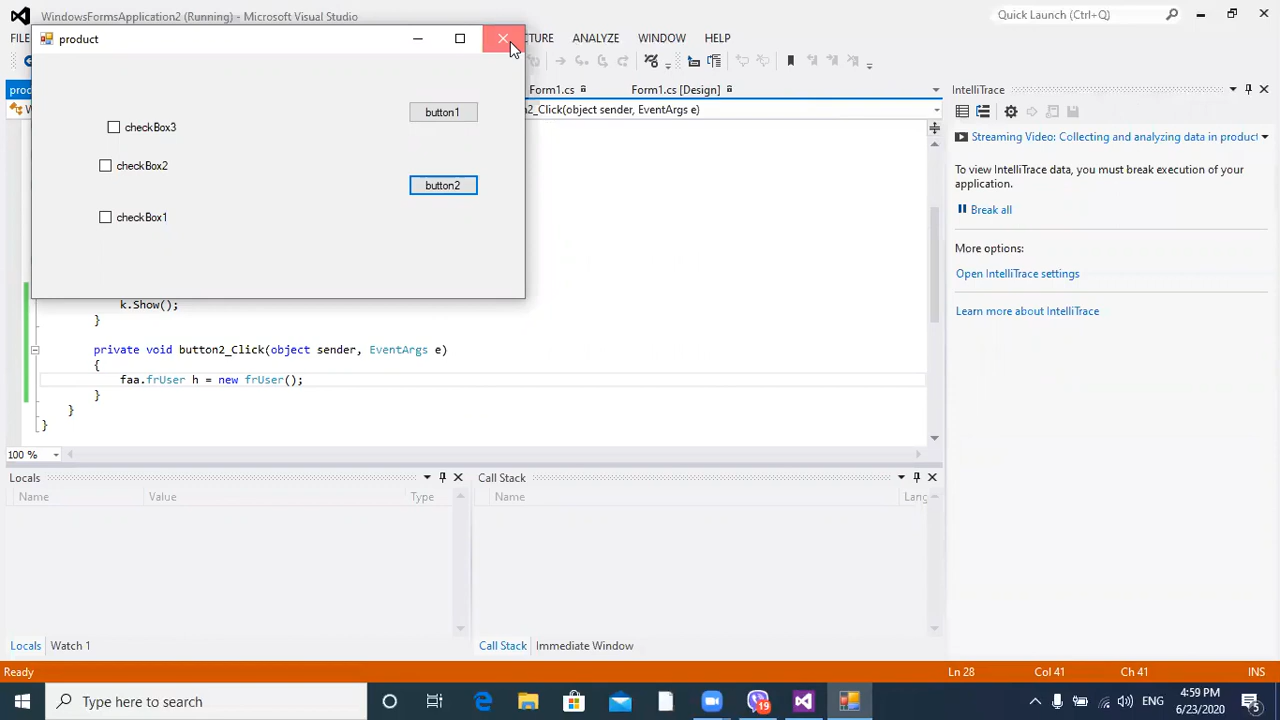 WindowsFormsApplication2 (Running) - Microsoft Visual Studio
Quick Launch (Ctrl+Q)
product
FILE
ANALYZE WINDOW HELP
Form1.cs Form1.cs [Design]
IntelliTrace
_Click(object sender, EventArgs e)
button1
checkBox3
checkBox2
button2
checkBox1
Streaming Video: Collecting and analyzing data in product
To view IntelliTrace data, you must break execution of your
application.
Break all
More options:
Open IntelliTrace settings
Learn more about IntelliTrace
k.Show();
}
private void button2_Click(object sender, EventArgs e)
{
faa.frUser h = new frUser();
}
}
}
100 %
Locals
Name Value Type
Call Stack
Name Lang
Locals Watch 1
Call Stack Immediate Window
Ready
Ln 28 Col 41 Ch 41 INS
Type here to search
19
ENG
4:59 PM
6/23/2020
5